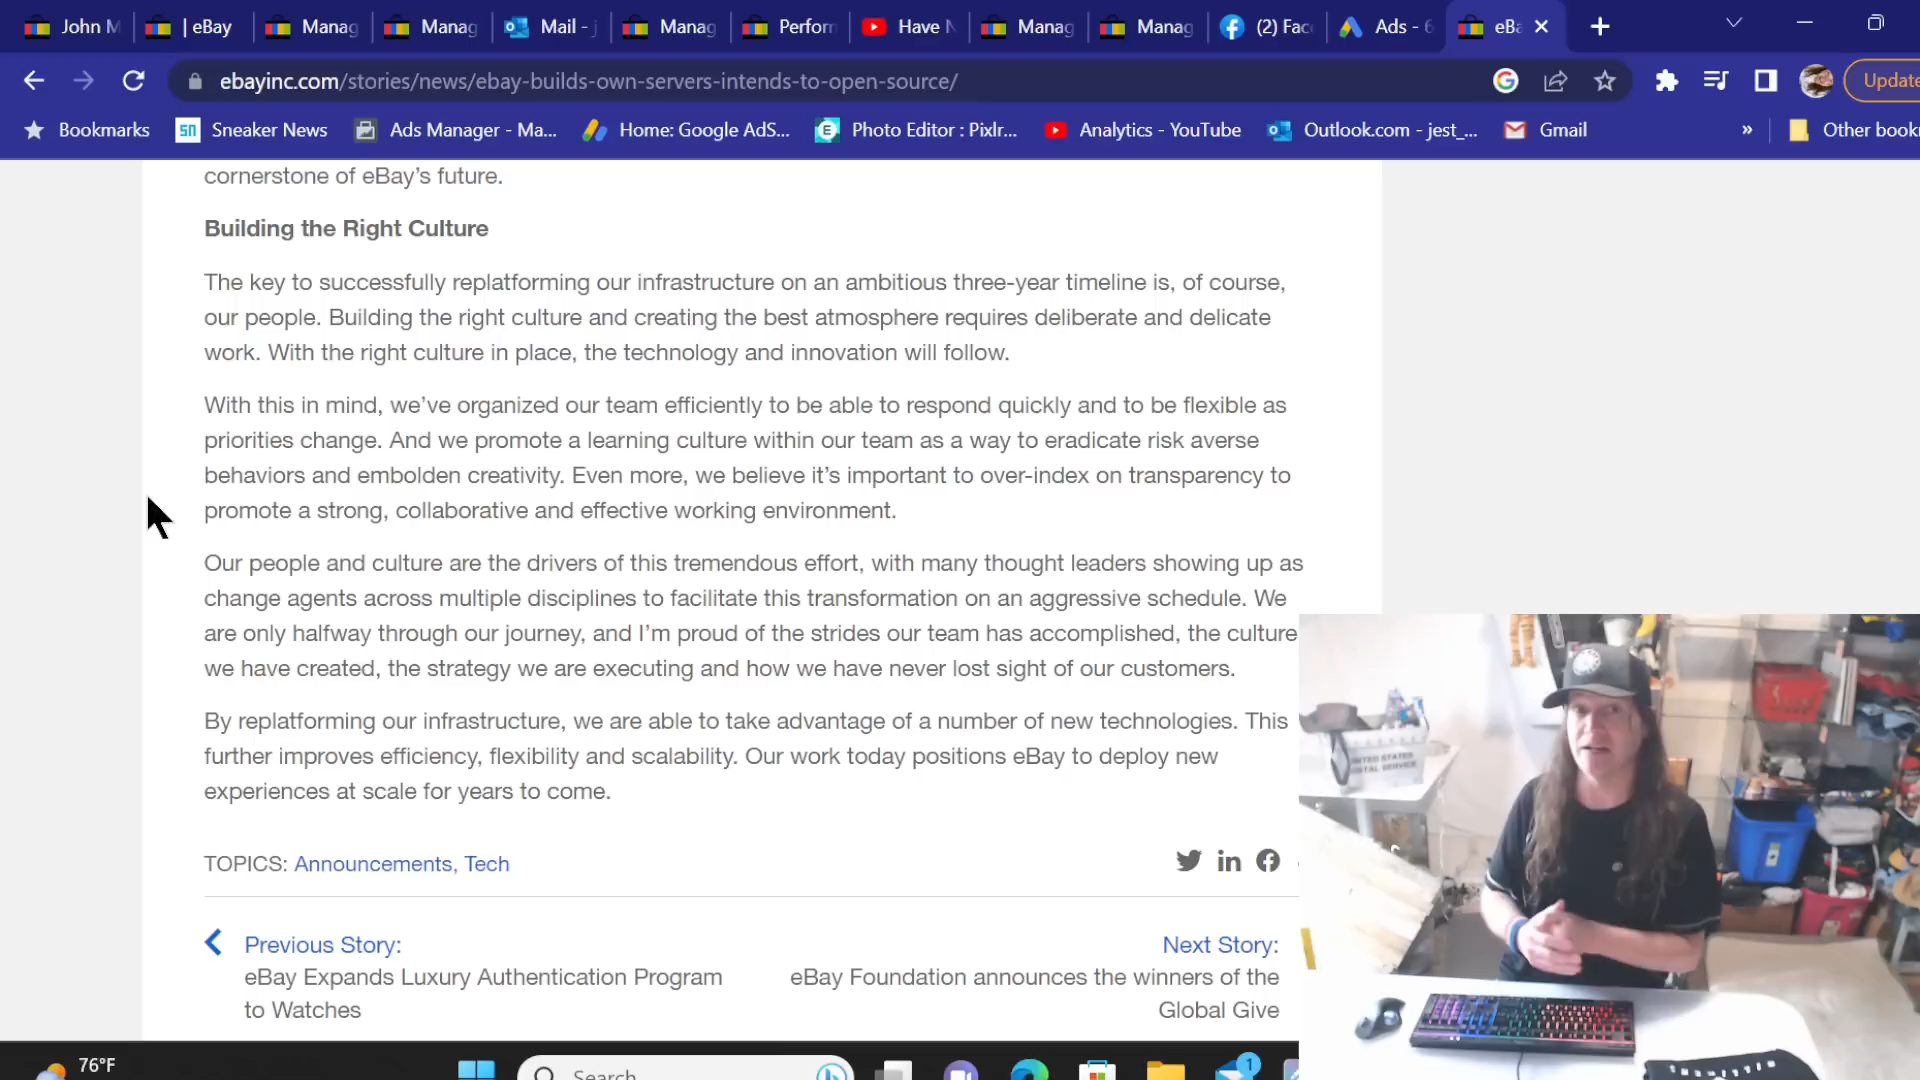 John M
| eBay
Manag
Manag
Mail - j
Manag
Perforn
Have N
Manag
Manag
(2) Fac
Ads - 6
eBa
ebayinc.com/stories/news/ebay-builds-own-servers-intends-to-open-source/
Update
Bookmarks
SN Sneaker News
Ads Manager - Ma...
Home: Google AdS...
E Photo Editor : Pixlr...
Analytics - YouTube
Outlook.com - jest_...
Gmail
»
Other book
cornerstone of eBay’s future.
Building the Right Culture
The key to successfully replatforming our infrastructure on an ambitious three-year timeline is, of course,
our people. Building the right culture and creating the best atmosphere requires deliberate and delicate
work. With the right culture in place, the technology and innovation will follow.
With this in mind, we’ve organized our team efficiently to be able to respond quickly and to be flexible as
priorities change. And we promote a learning culture within our team as a way to eradicate risk averse
behaviors and embolden creativity. Even more, we believe it’s important to over-index on transparency to
promote a strong, collaborative and effective working environment.
Our people and culture are the drivers of this tremendous effort, with many thought leaders showing up as
change agents across multiple disciplines to facilitate this transformation on an aggressive schedule. We
are only halfway through our journey, and I’m proud of the strides our team has accomplished, the culture
we have created, the strategy we are executing and how we have never lost sight of our customers.
By replatforming our infrastructure, we are able to take advantage of a number of new technologies. This
further improves efficiency, flexibility and scalability. Our work today positions eBay to deploy new
experiences at scale for years to come.
TOPICS: Announcements, Tech
Previous Story:
eBay Expands Luxury Authentication Program
to Watches
Next Story:
eBay Foundation announces the winners of the
Global Give
UNITED STATES
POSTAL SERVICE
76°F
Search
1